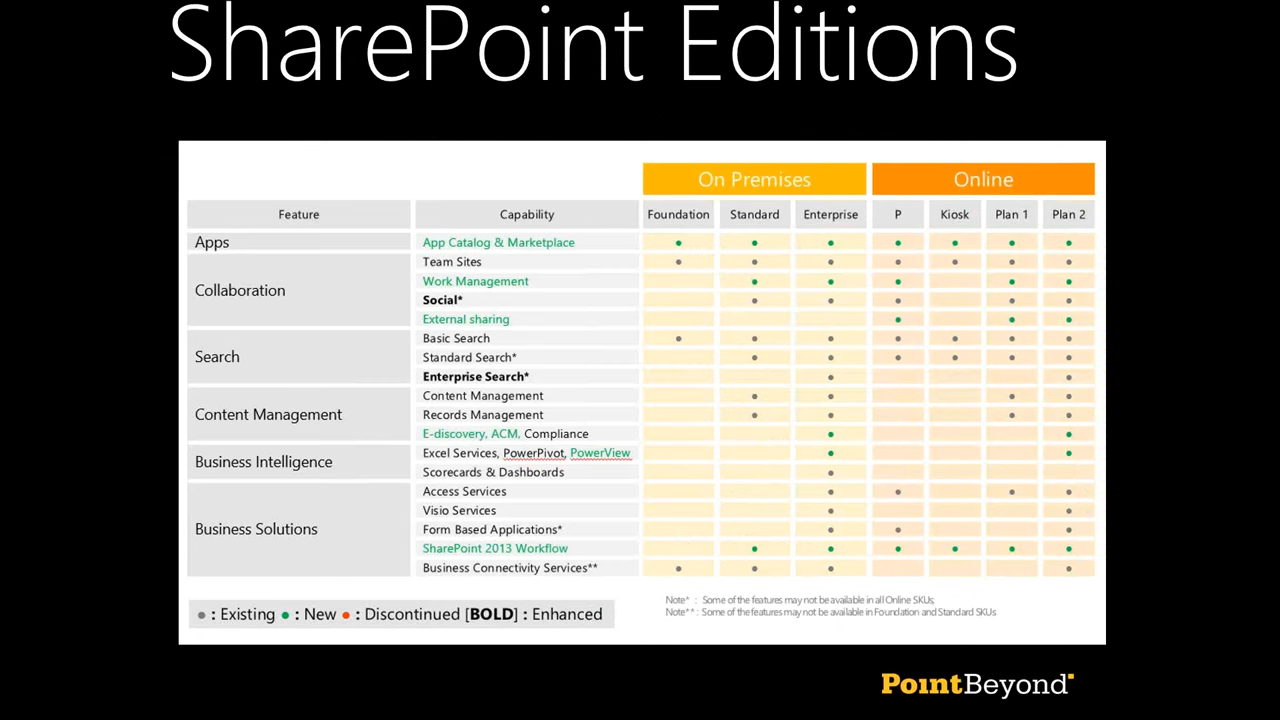 SharePoint Editions
On Premises Online
Feature Capability Foundation Standard Enterprise P Kiosk Plan 1 Plan 2
Apps App Catalog & Marketplace
Team Sites
Collaboration Work Management
Social*
External sharing
Basic Search
Search Standard Search*
Enterprise Search*
Content Management
Content Management Records Management
E-discovery, ACM, Compliance
Business Intelligence Excel Services, PowerPivot, PowerView
Scorecards & Dashboards
Access Services
Visio Services
Business Solutions Form Based Applications*
SharePoint 2013 Workflow
Business Connectivity Services**
● : Existing ● : New ● : Discontinued [BOLD] : Enhanced
Note* : Some of the features may not be available in all Online SKUs;
Note** : Some of the features may not be available in Foundation and Standard SKUs
PointBeyond